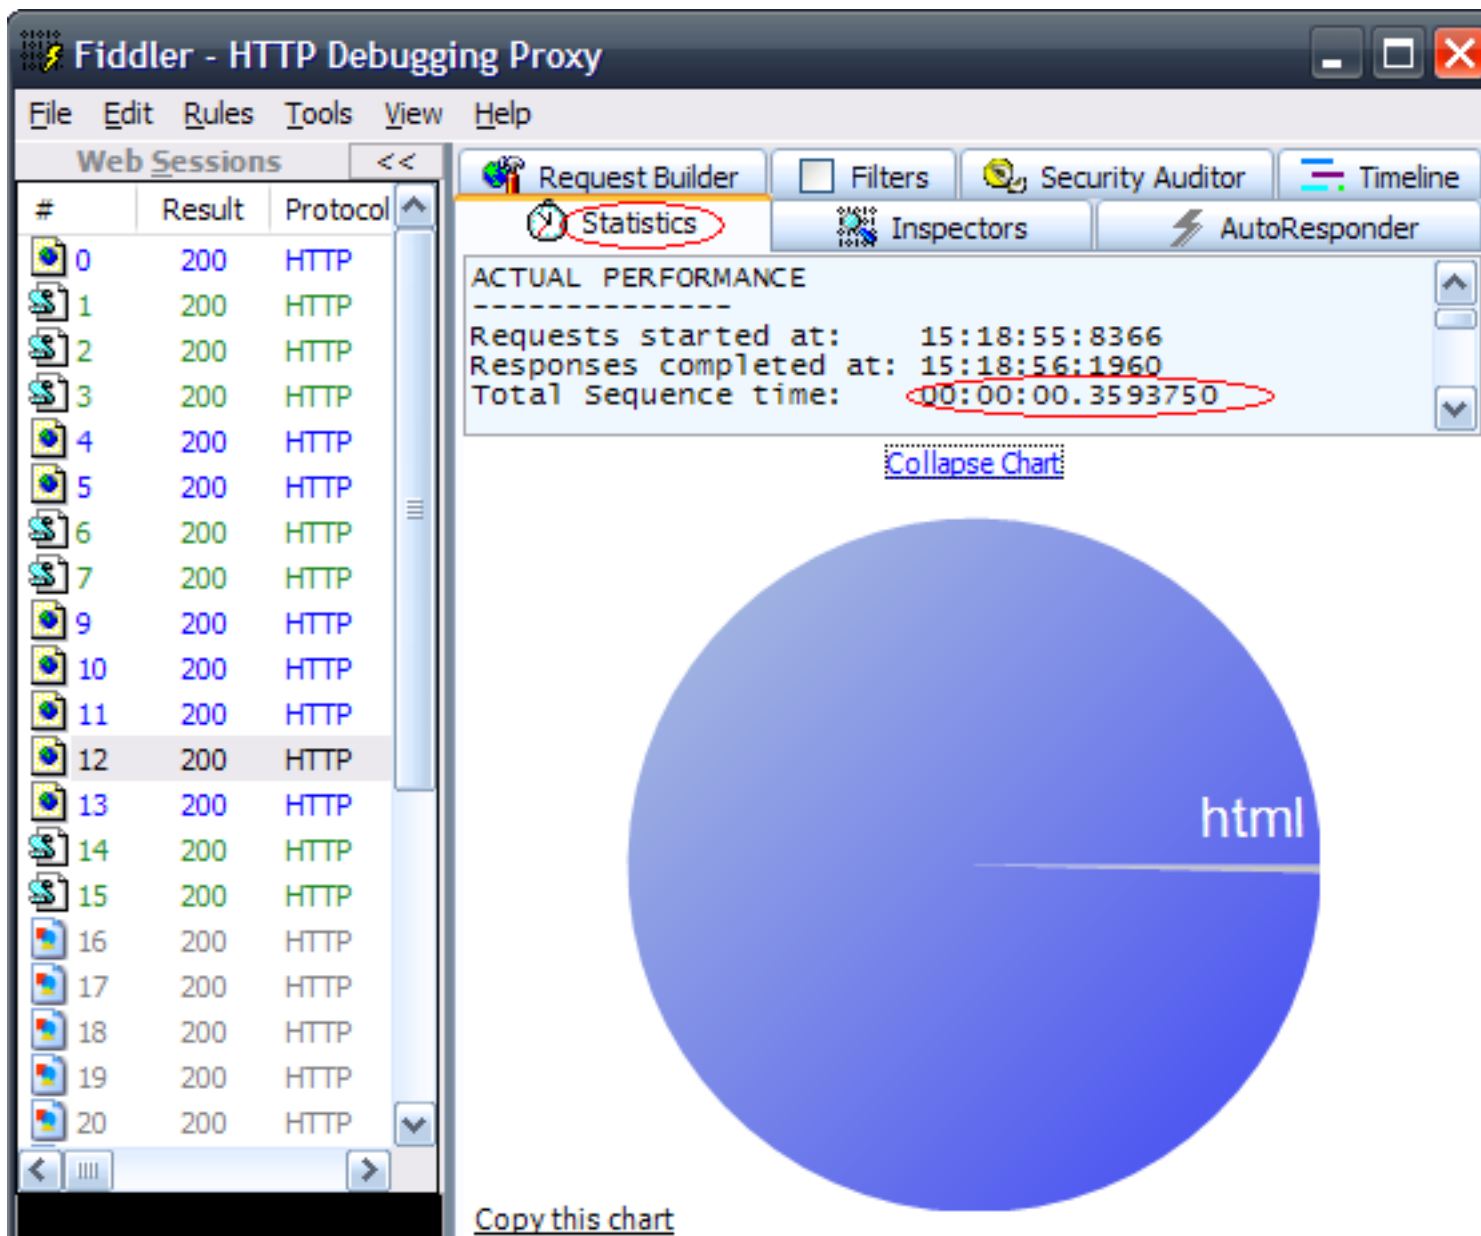 Fiddler - HTTP Debugging Proxy
File Edit Rules Tools View Help
Web Sessions <<
# Result Protocol
0 200 HTTP
1 200 HTTP
2 200 HTTP
3 200 HTTP
4 200 HTTP
5 200 HTTP
6 200 HTTP
7 200 HTTP
9 200 HTTP
10 200 HTTP
11 200 HTTP
12 200 HTTP
13 200 HTTP
14 200 HTTP
15 200 HTTP
16 200 HTTP
17 200 HTTP
18 200 HTTP
19 200 HTTP
20 200 HTTP
Request Builder Filters Security Auditor Timeline
Statistics Inspectors AutoResponder
ACTUAL PERFORMANCE
--------------
Requests started at: 15:18:55:8366
Responses completed at: 15:18:56:1960
Total Sequence time: 00:00:00.3593750
Collapse Chart
html
Copy this chart